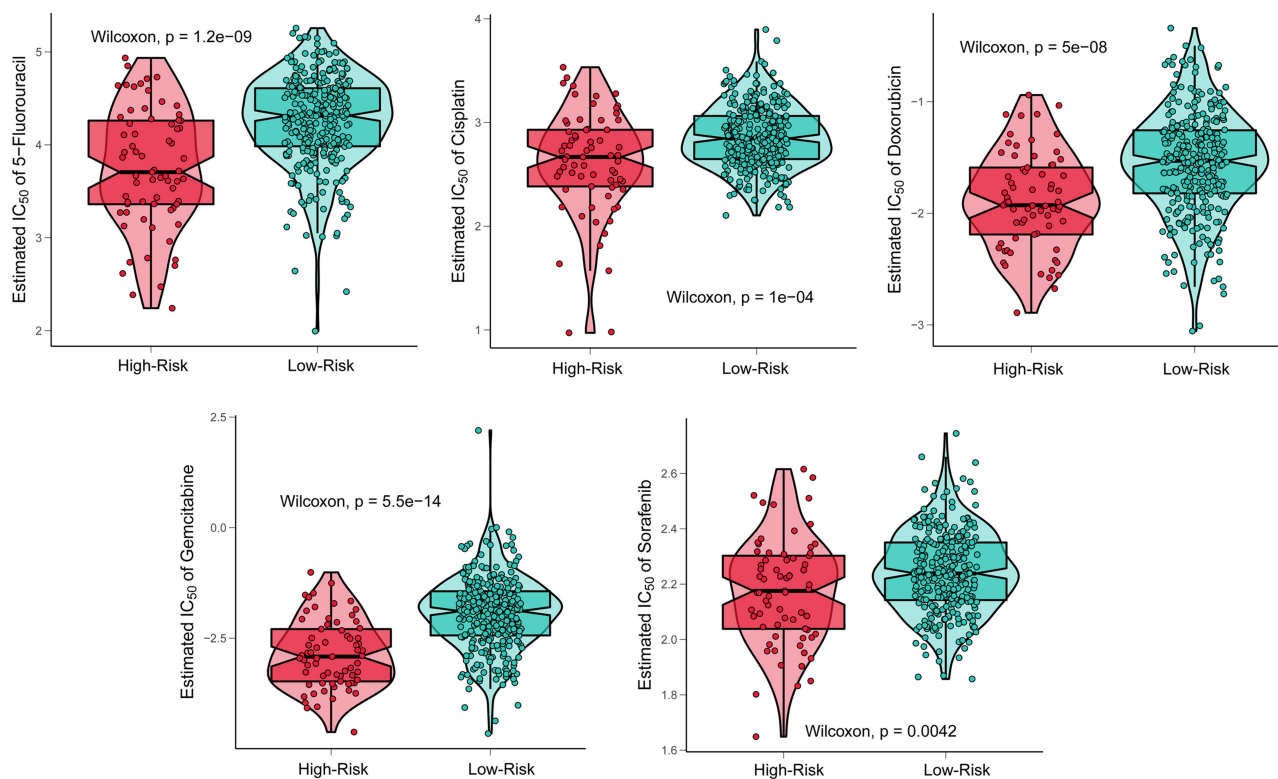 Estimated IC50 of 5−Fluorouracil
5
4
3
2
Wilcoxon, p = 1.2e−09
High-Risk
Low-Risk
Estimated IC50 of Cisplatin
4
3
2
1
Wilcoxon, p = 1e−04
High-Risk
Low-Risk
Estimated IC50 of Doxorubicin
−1
−2
−3
Wilcoxon, p = 5e−08
High-Risk
Low-Risk
Estimated IC50 of Gemcitabine
2.5
0.0
−2.5
Wilcoxon, p = 5.5e−14
High-Risk
Low-Risk
Estimated IC50 of Sorafenib
2.6
2.4
2.2
2.0
1.8
1.6
Wilcoxon, p = 0.0042
High-Risk
Low-Risk